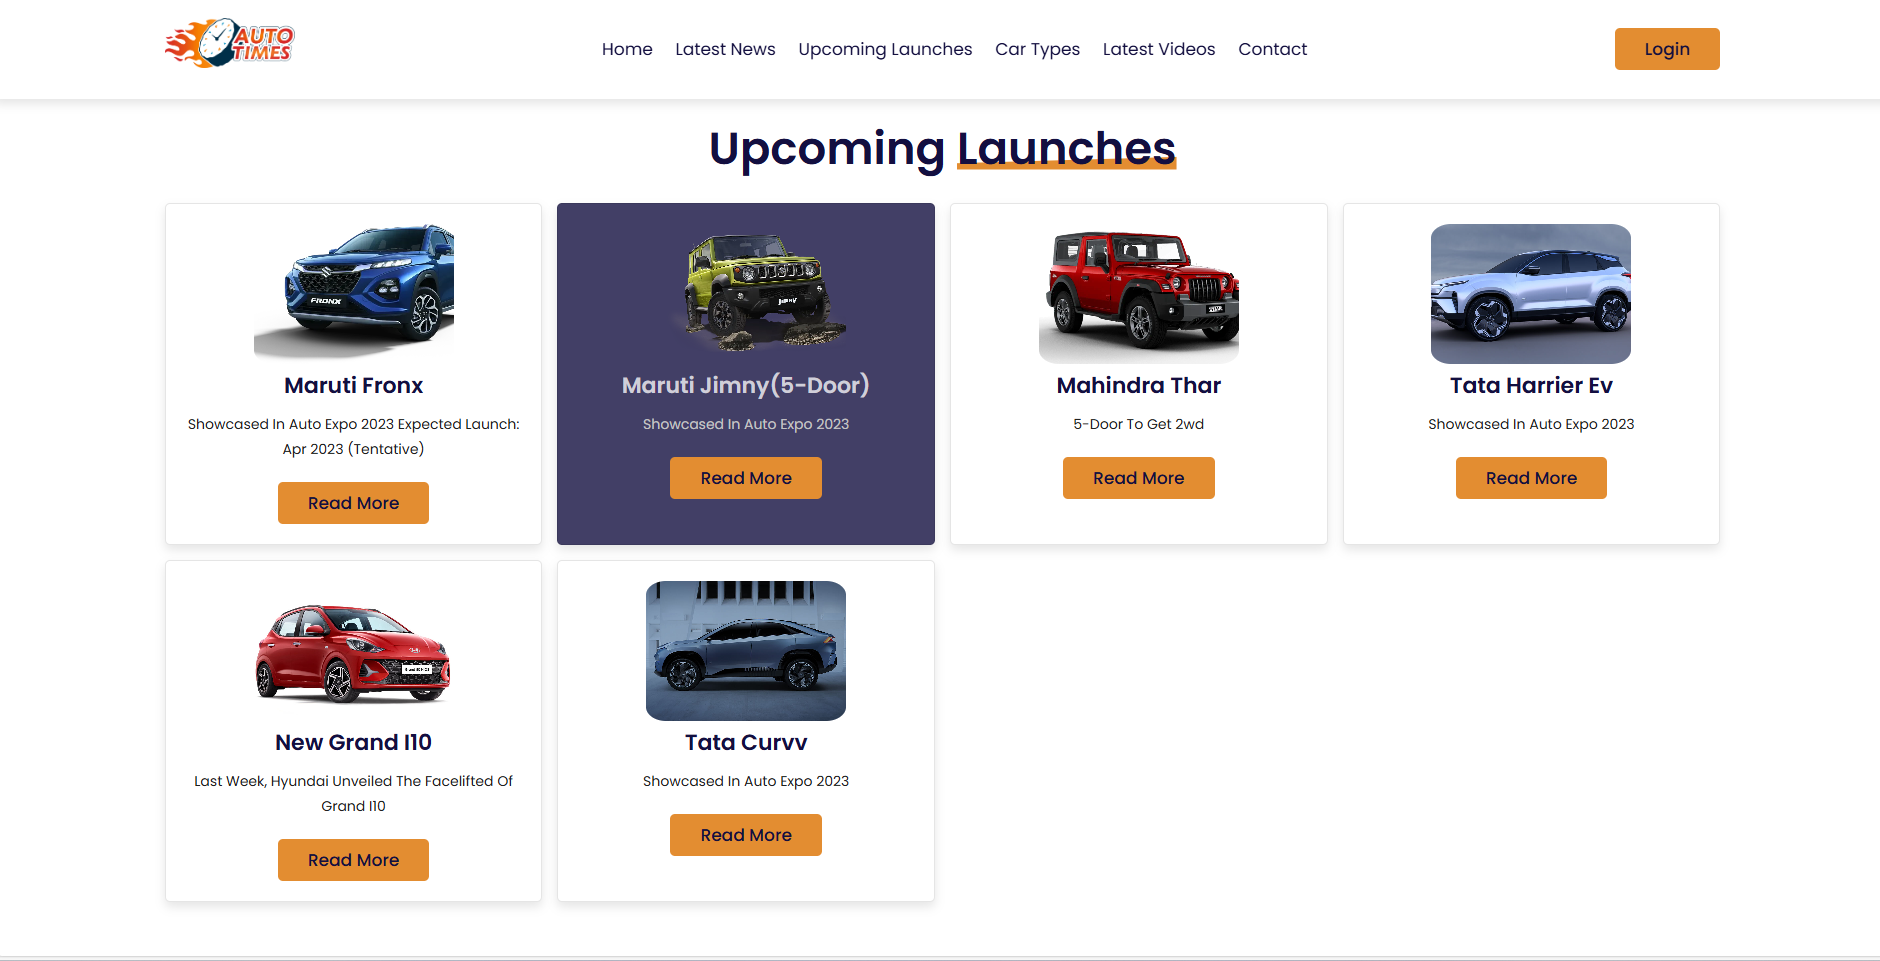 AUTO
TIMES
Home Latest News Upcoming Launches Car Types Latest Videos Contact
Login
Upcoming Launches
FRONX
Maruti Fronx
Showcased In Auto Expo 2023 Expected Launch:
Apr 2023 (Tentative)
Read More
JIMNY
Maruti Jimny(5-Door)
Showcased In Auto Expo 2023
Read More
Mahindra Thar
5-Door To Get 2wd
Read More
Tata Harrier Ev
Showcased In Auto Expo 2023
Read More
New Grand I10
Last Week, Hyundai Unveiled The Facelifted Of
Grand I10
Read More
Tata Curvv
Showcased In Auto Expo 2023
Read More